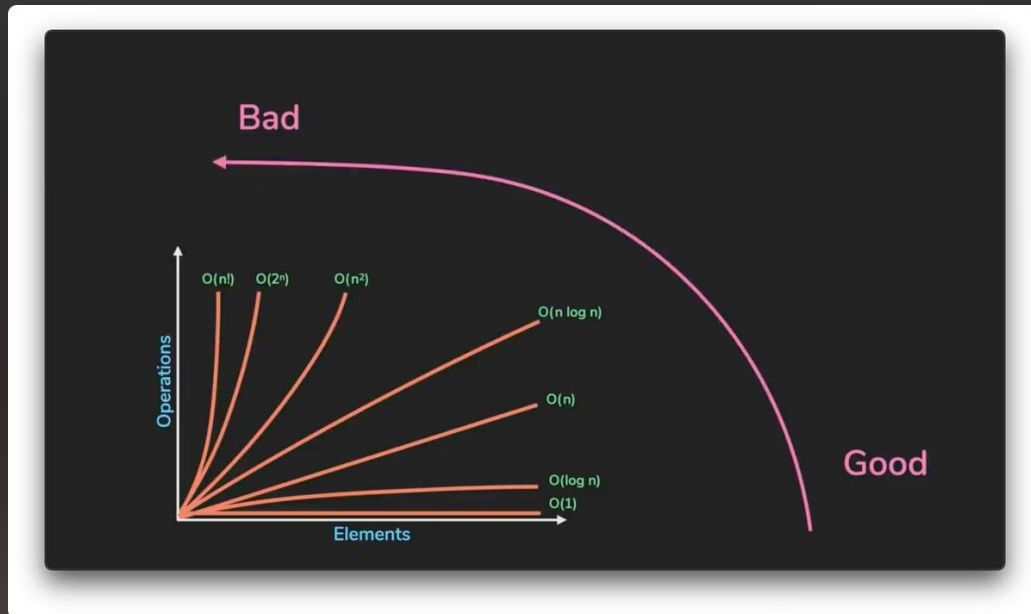 Bad
O(n!) O(2ⁿ) O(n²)
O(n log n)
Operations
O(n)
Good
O(log n)
O(1)
Elements